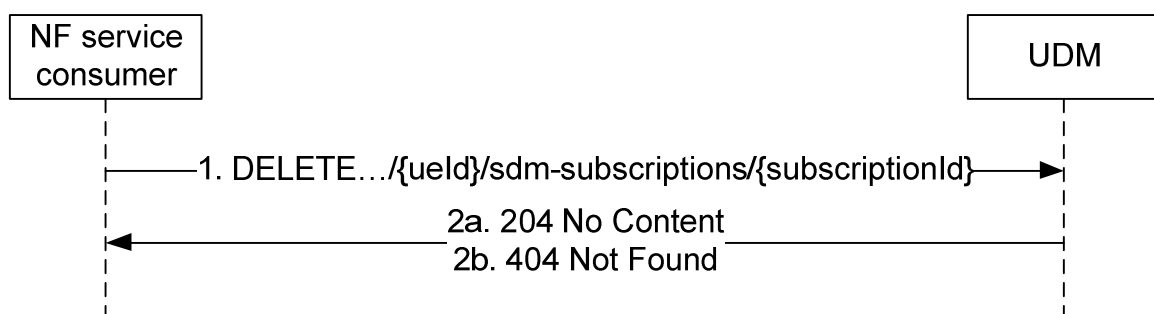 NF service
consumer
UDM
1. DELETE…/{ueId}/sdm-subscriptions/{subscriptionId}
2a. 204 No Content
2b. 404 Not Found